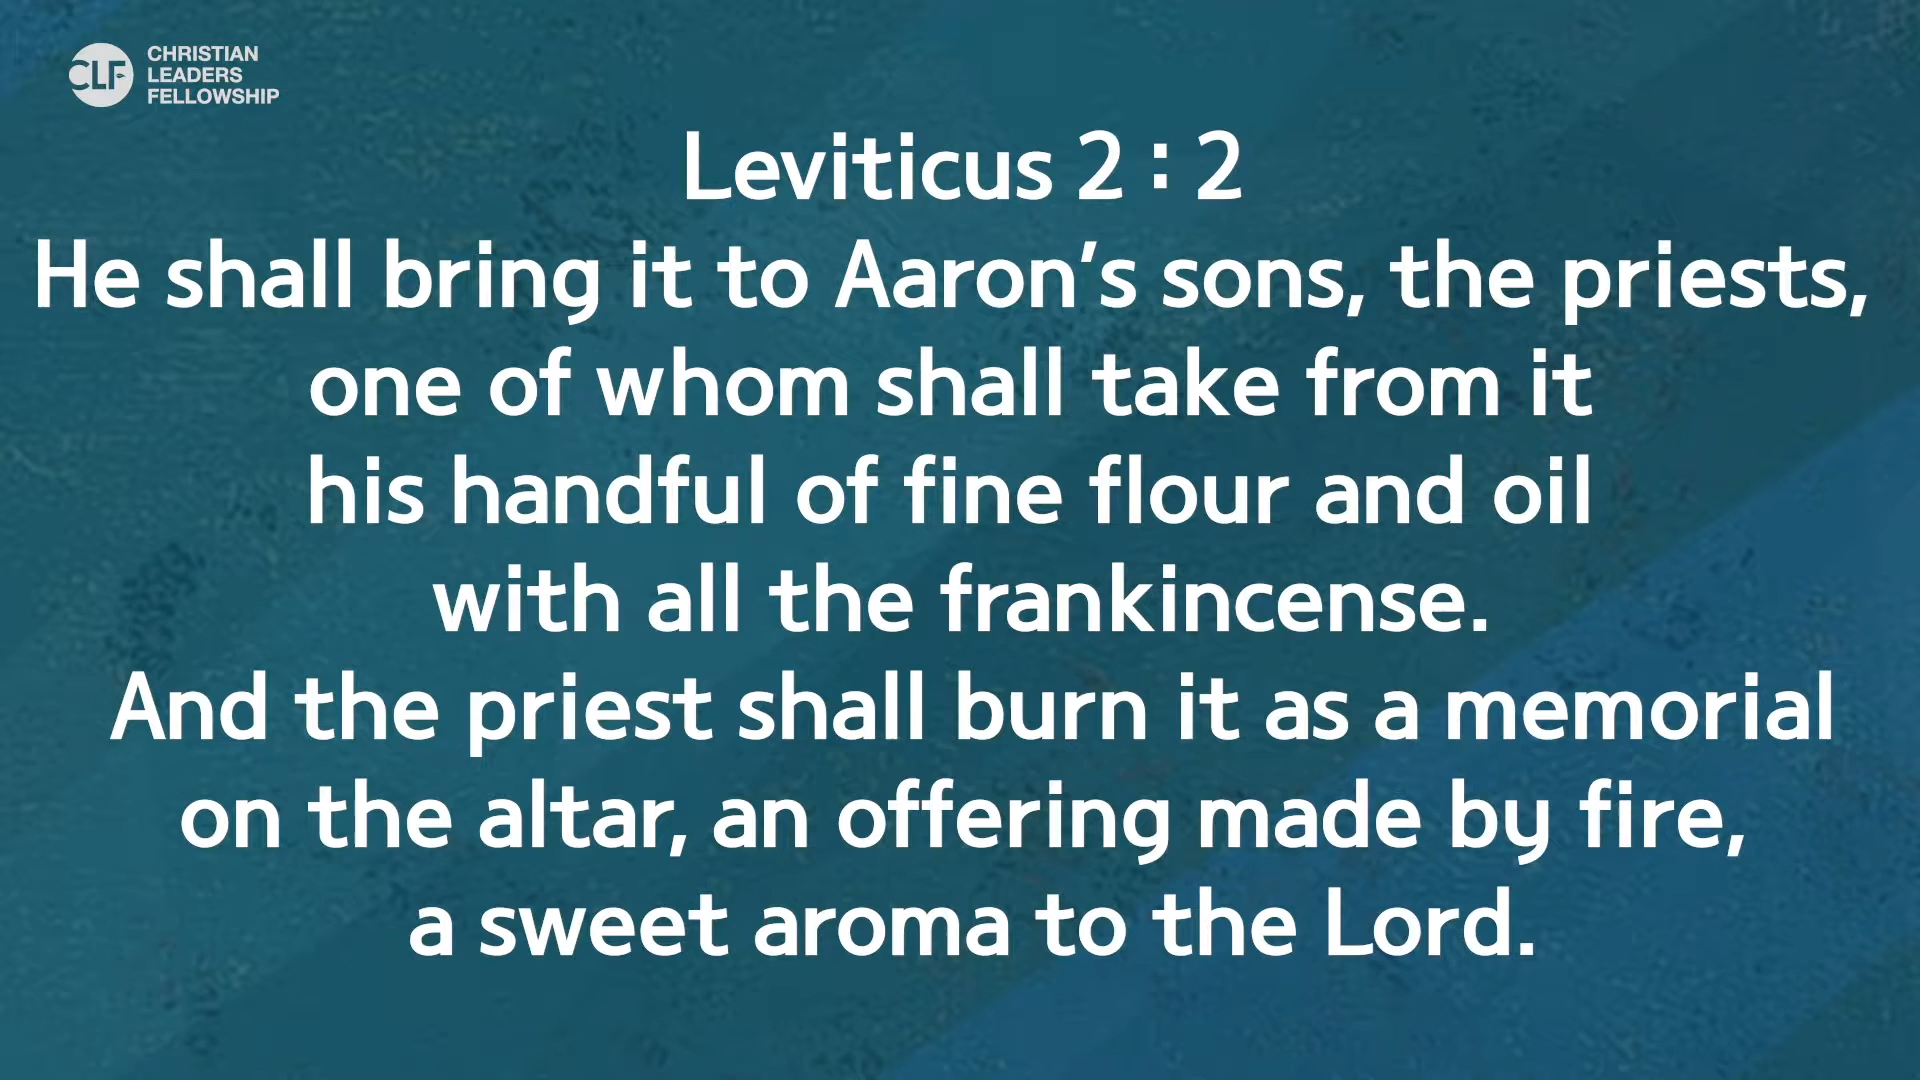 CLF
CHRISTIAN
LEADERS
FELLOWSHIP
Leviticus 2 : 2
He shall bring it to Aaron’s sons, the priests,
one of whom shall take from it
his handful of fine flour and oil
with all the frankincense.
And the priest shall burn it as a memorial
on the altar, an offering made by fire,
a sweet aroma to the Lord.